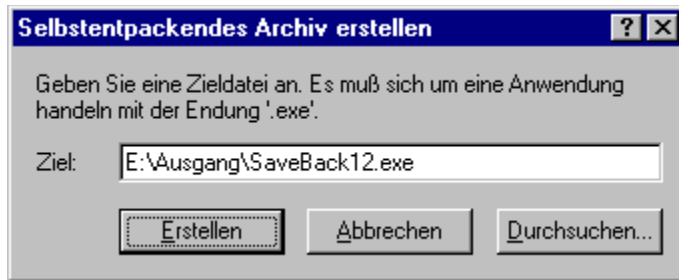 Selbstentpackendes Archiv erstellen
Geben Sie eine Zieldatei an. Es muß sich um eine Anwendung
handeln mit der Endung '.exe'.
Ziel: E:\Ausgang\SaveBack12.exe
Erstellen Abbrechen Durchsuchen...